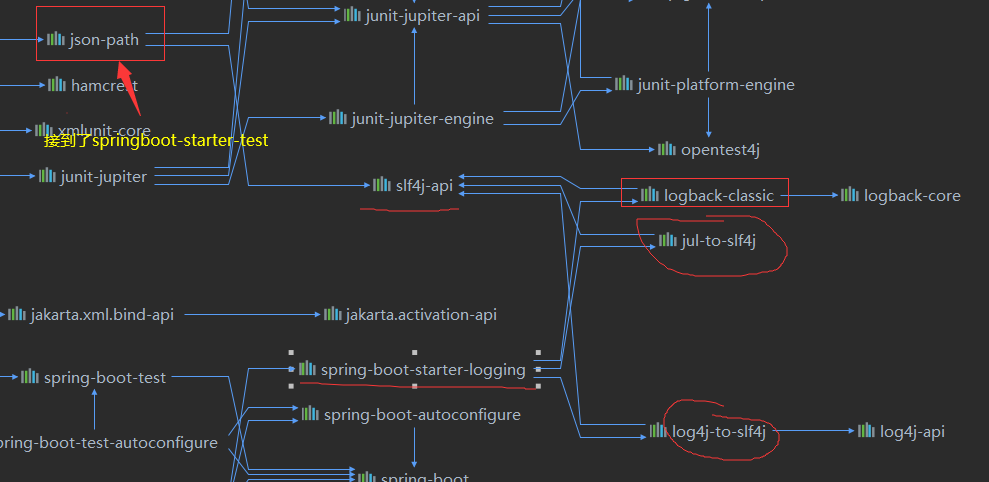 junit-jupiter-api
json-path
hamcrest
junit-platform-engine
junit-jupiter-engine
xmlunit-core
接到了springboot-starter-test
opentest4j
junit-jupiter
slf4j-api
logback-classic
logback-core
jul-to-slf4j
jakarta.xml.bind-api
jakarta.activation-api
spring-boot-starter-logging
spring-boot-test
spring-boot-autoconfigure
log4j-to-slf4j
log4j-api
pring-boot-test-autoconfigure
spring-boot